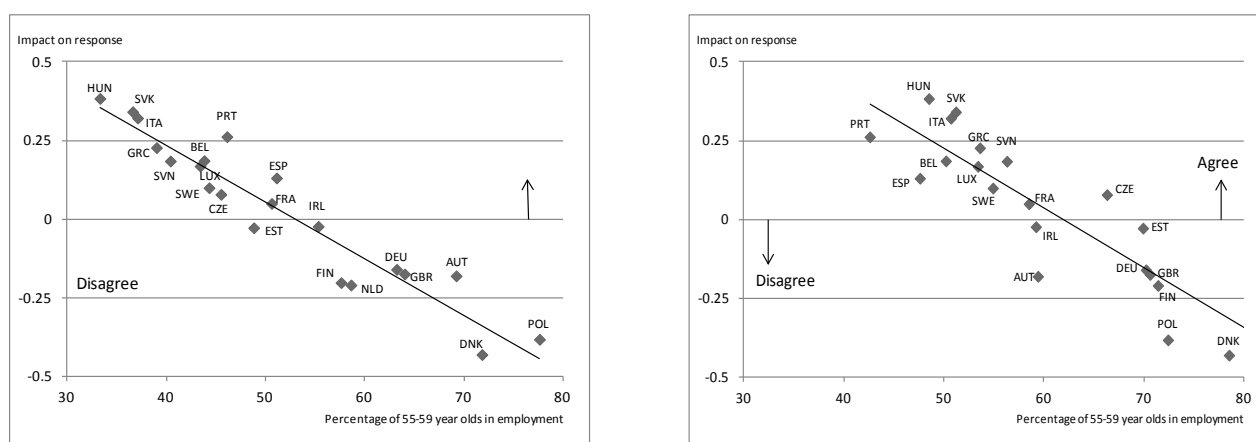 Impact on response
0.5
0.25
0
-0.25
-0.5
HUN
SVK
ITA
PRT
GRC
BEL
SVN
LUX
ESP
SWE
CZE
FRA
IRL
EST
DEU
AUT
FIN
GBR
NLD
POL
DNK
Disagree
30 40 50 60 70 80
Percentage of 55-59 year olds in employment
Impact on response
0.5
0.25
0
-0.25
-0.5
HUN
SVK
ITA
PRT
GRC
SVN
BEL
LUX
ESP
SWE
CZE
FRA
IRL
EST
AUT
DEU
GBR
FIN
POL
DNK
Agree
Disagree
30 40 50 60 70 80
Percentage of 55-59 year olds in employment